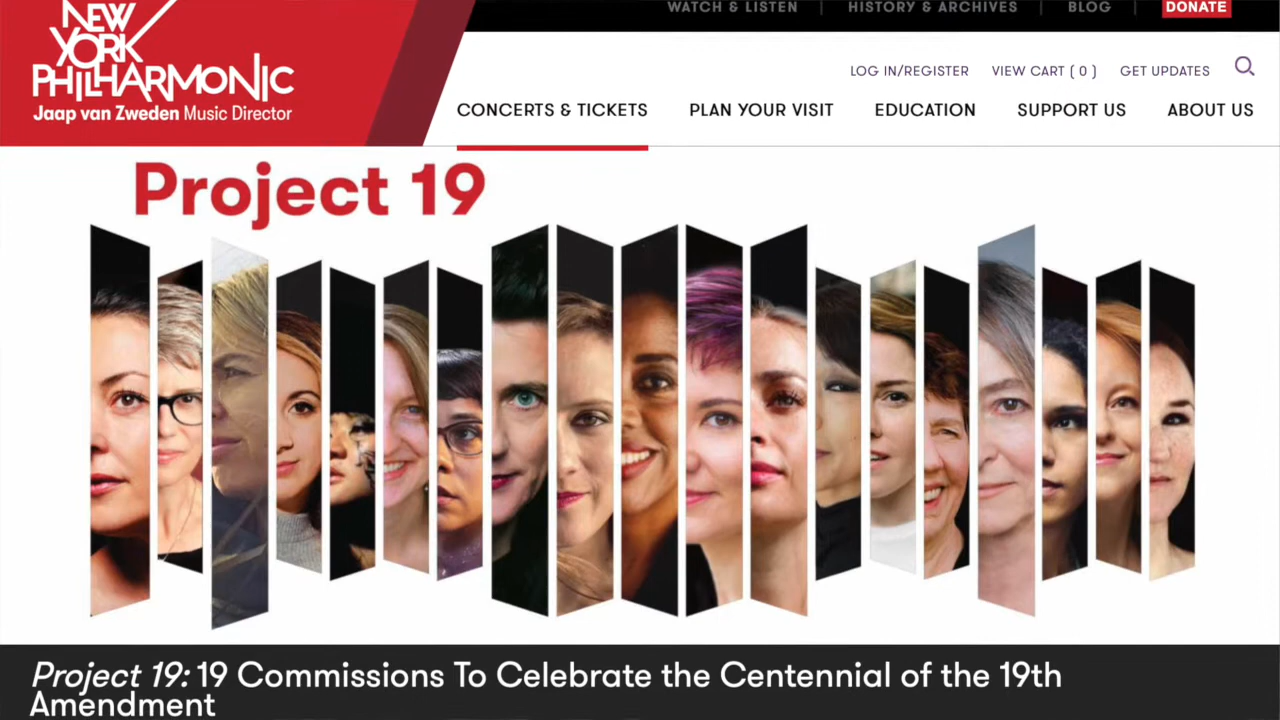 WATCH & LISTEN | HISTORY & ARCHIVES | BLOG | DONATE
NEW
YORK
PHILHARMONIC
Jaap van Zweden Music Director
LOG IN/REGISTER VIEW CART ( 0 ) GET UPDATES
CONCERTS & TICKETS PLAN YOUR VISIT EDUCATION SUPPORT US ABOUT US
Project 19
Project 19: 19 Commissions To Celebrate the Centennial of the 19th
Amendment